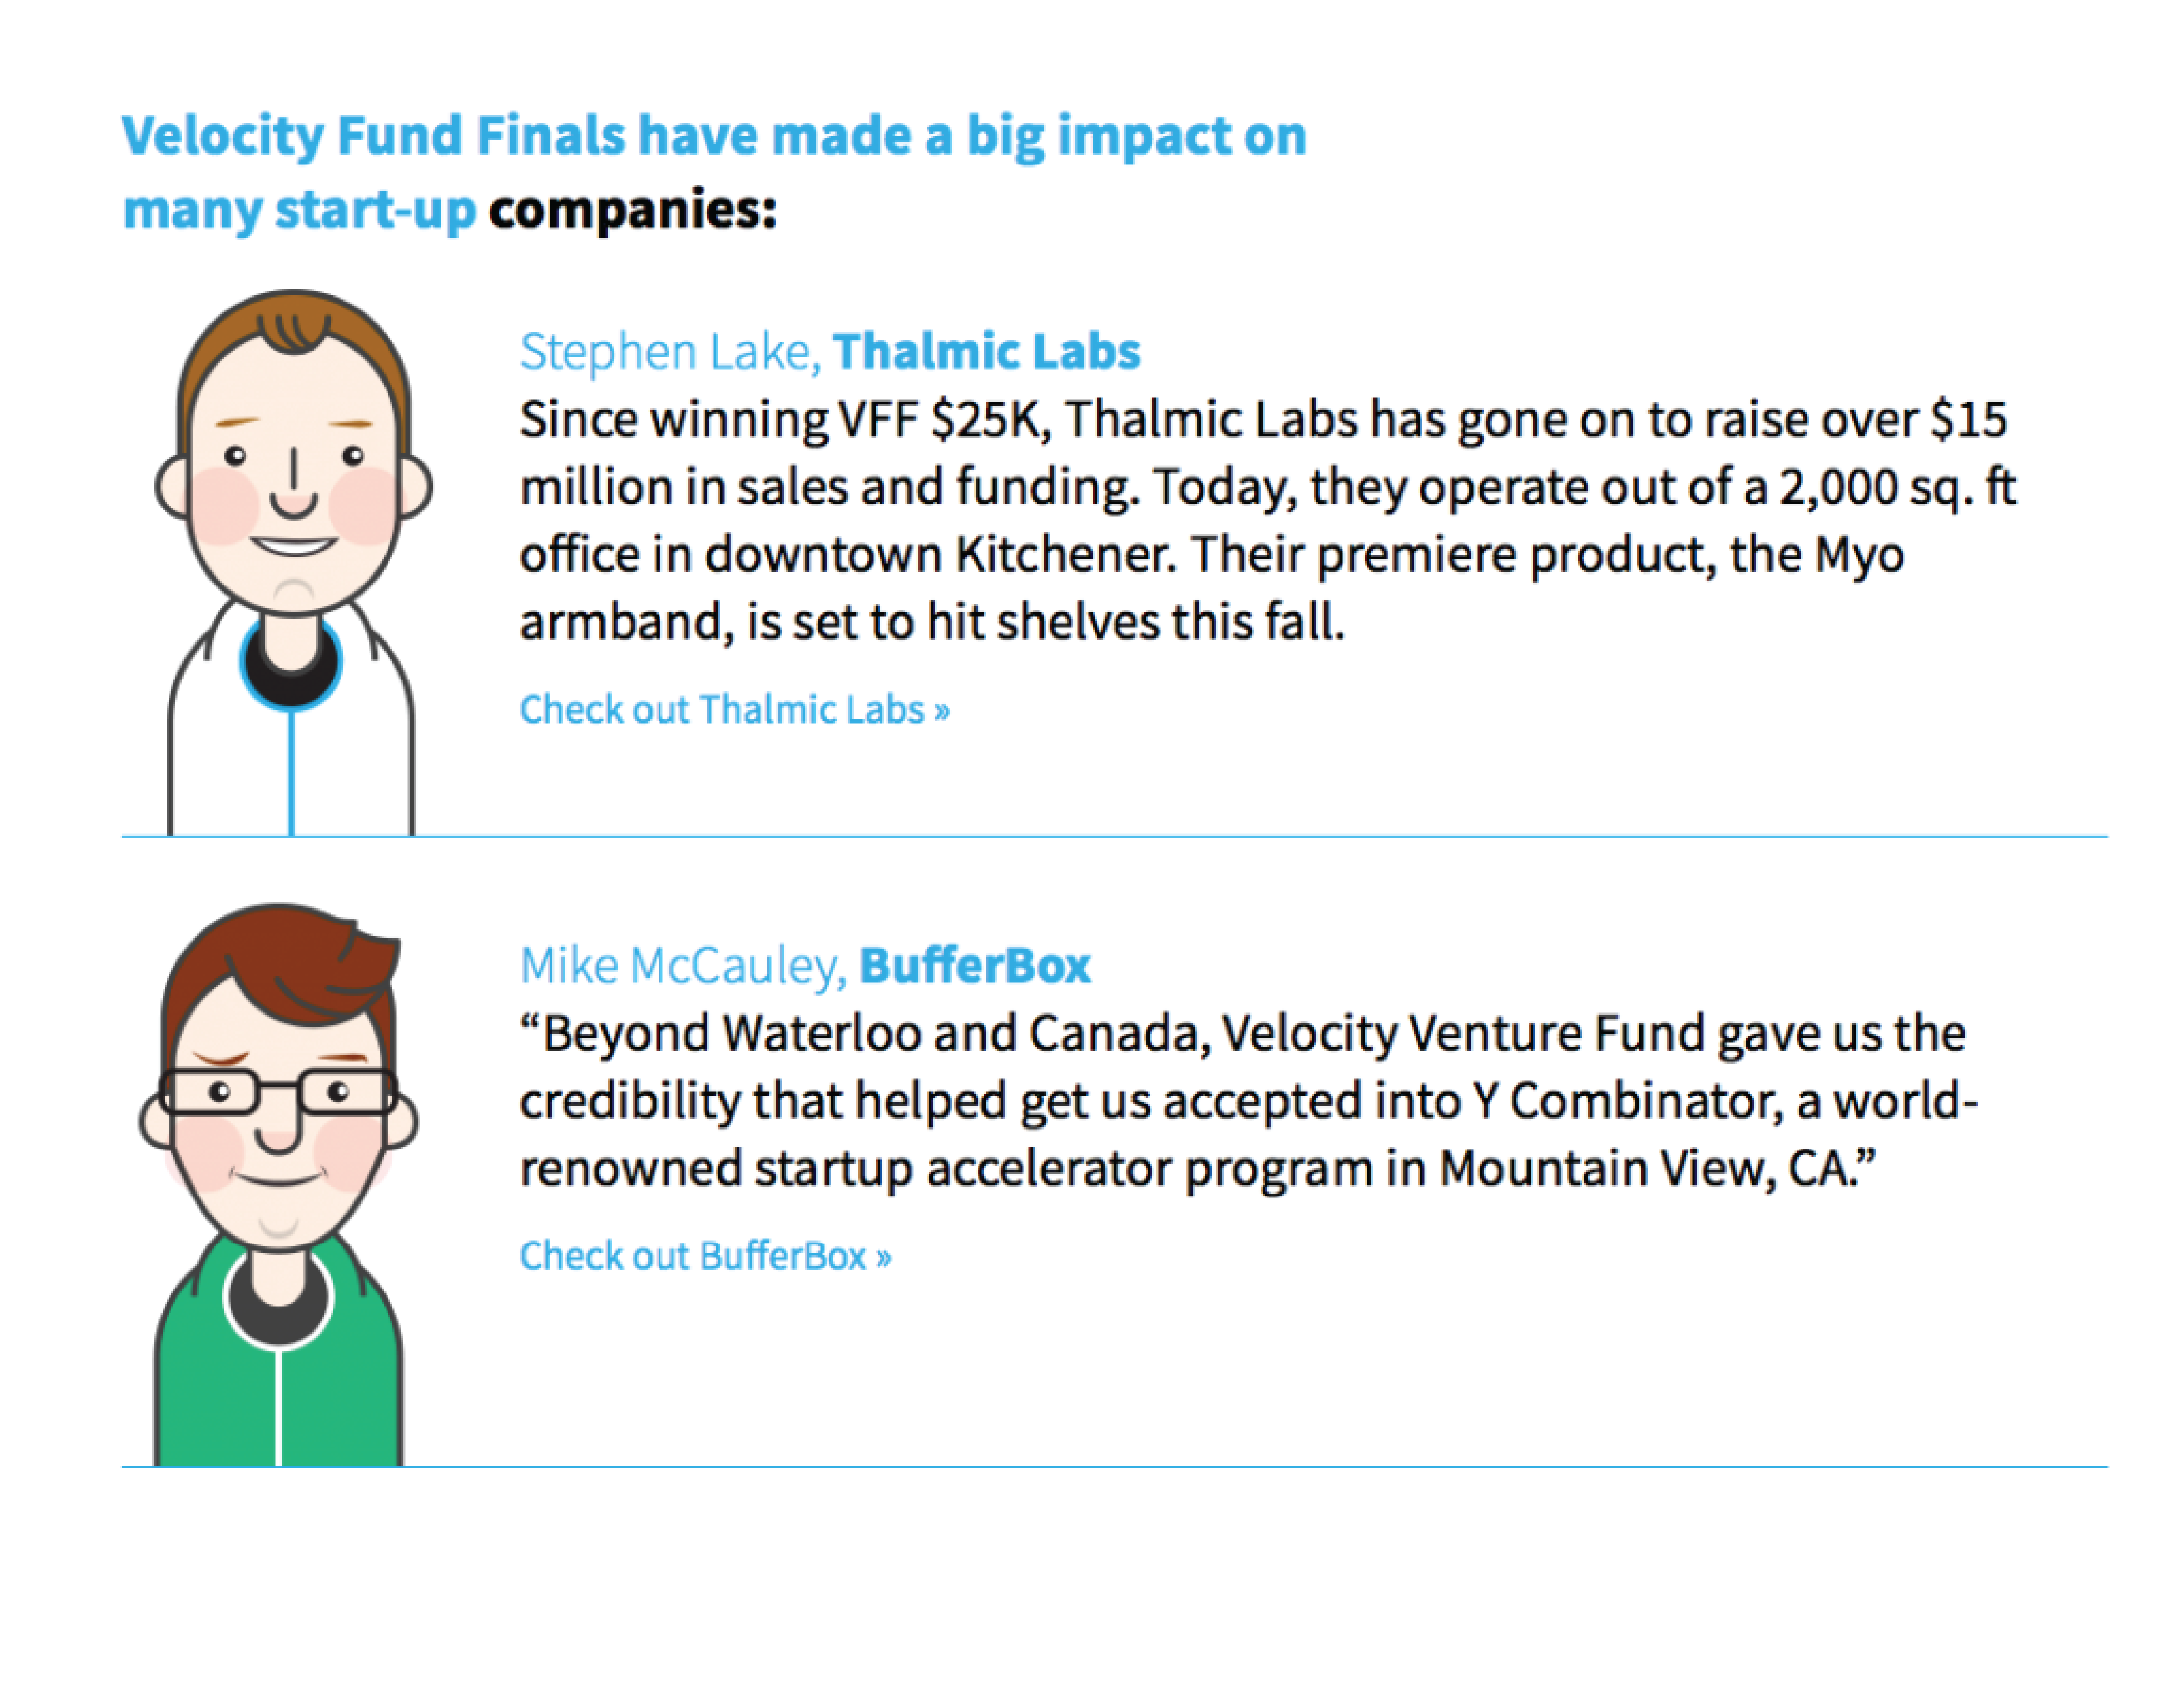 Velocity Fund Finals have made a big impact on
many start-up companies:
Stephen Lake, Thalmic Labs
Since winning VFF $25K, Thalmic Labs has gone on to raise over $15
million in sales and funding. Today, they operate out of a 2,000 sq. ft
office in downtown Kitchener. Their premiere product, the Myo
armband, is set to hit shelves this fall.
Check out Thalmic Labs »
Mike McCauley, BufferBox
“Beyond Waterloo and Canada, Velocity Venture Fund gave us the
credibility that helped get us accepted into Y Combinator, a world-
renowned startup accelerator program in Mountain View, CA.”
Check out BufferBox »